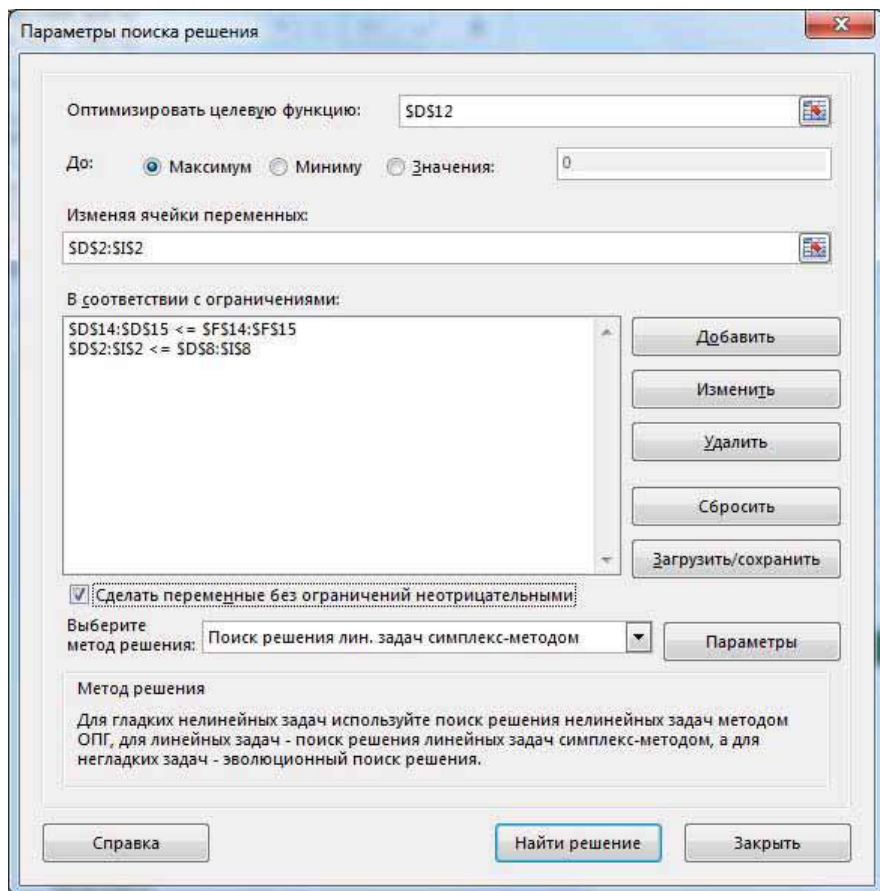 Параметры поиска решения
Оптимизировать целевую функцию: $D$12
До: Максимум Миниму Значения: 0
Изменяя ячейки переменных:
$D$2:$I$2
В соответствии с ограничениями:
$D$14:$D$15 <= $F$14:$F$15
$D$2:$I$2 <= $D$8:$I$8
Добавить
Изменить
Удалить
Сбросить
Загрузить/сохранить
Сделать переменные без ограничений неотрицательными
Выберите
метод решения: Поиск решения лин. задач симплекс-методом Параметры
Метод решения
Для гладких нелинейных задач используйте поиск решения нелинейных задач методом
ОПГ, для линейных задач - поиск решения линейных задач симплекс-методом, а для
негладких задач - эволюционный поиск решения.
Справка Найти решение Закрыть